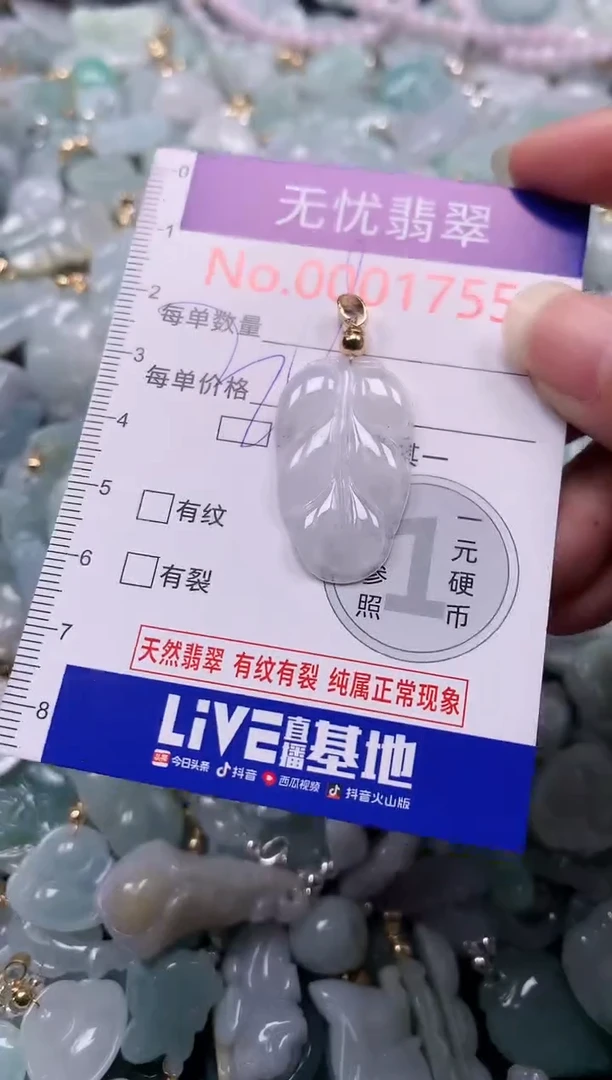 无忧翡翠
No.0001755
每单数量
每单价格
其一
有纹
有裂
1
一元硬币
参照
天然翡翠 有纹有裂 纯属正常现象
LiVE直播基地
今日头条 抖音 西瓜视频 抖音火山版
0
1
2
3
4
5
6
7
8